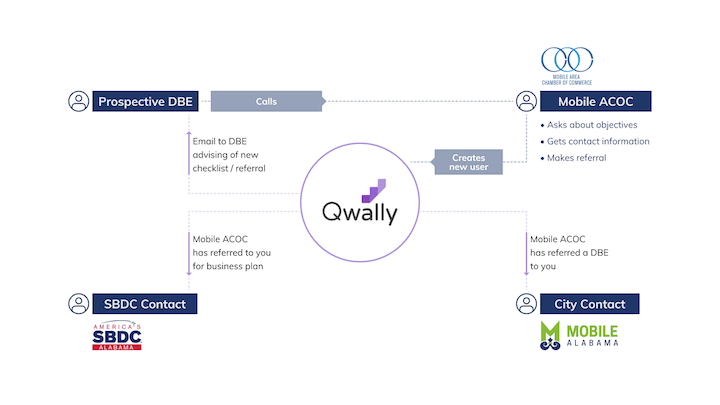 MOBILE AREA
CHAMBER OF COMMERCE
Prospective DBE
Calls
Mobile ACOC
• Asks about objectives
• Gets contact information
• Makes referral
Email to DBE
advising of new
checklist / referral
Creates
new user
Qwally
Mobile ACOC
has referred to you
for business plan
Mobile ACOC
has referred a DBE
to you
SBDC Contact
City Contact
AMERICA'S
SBDC
ALABAMA
MOBILE
ALABAMA